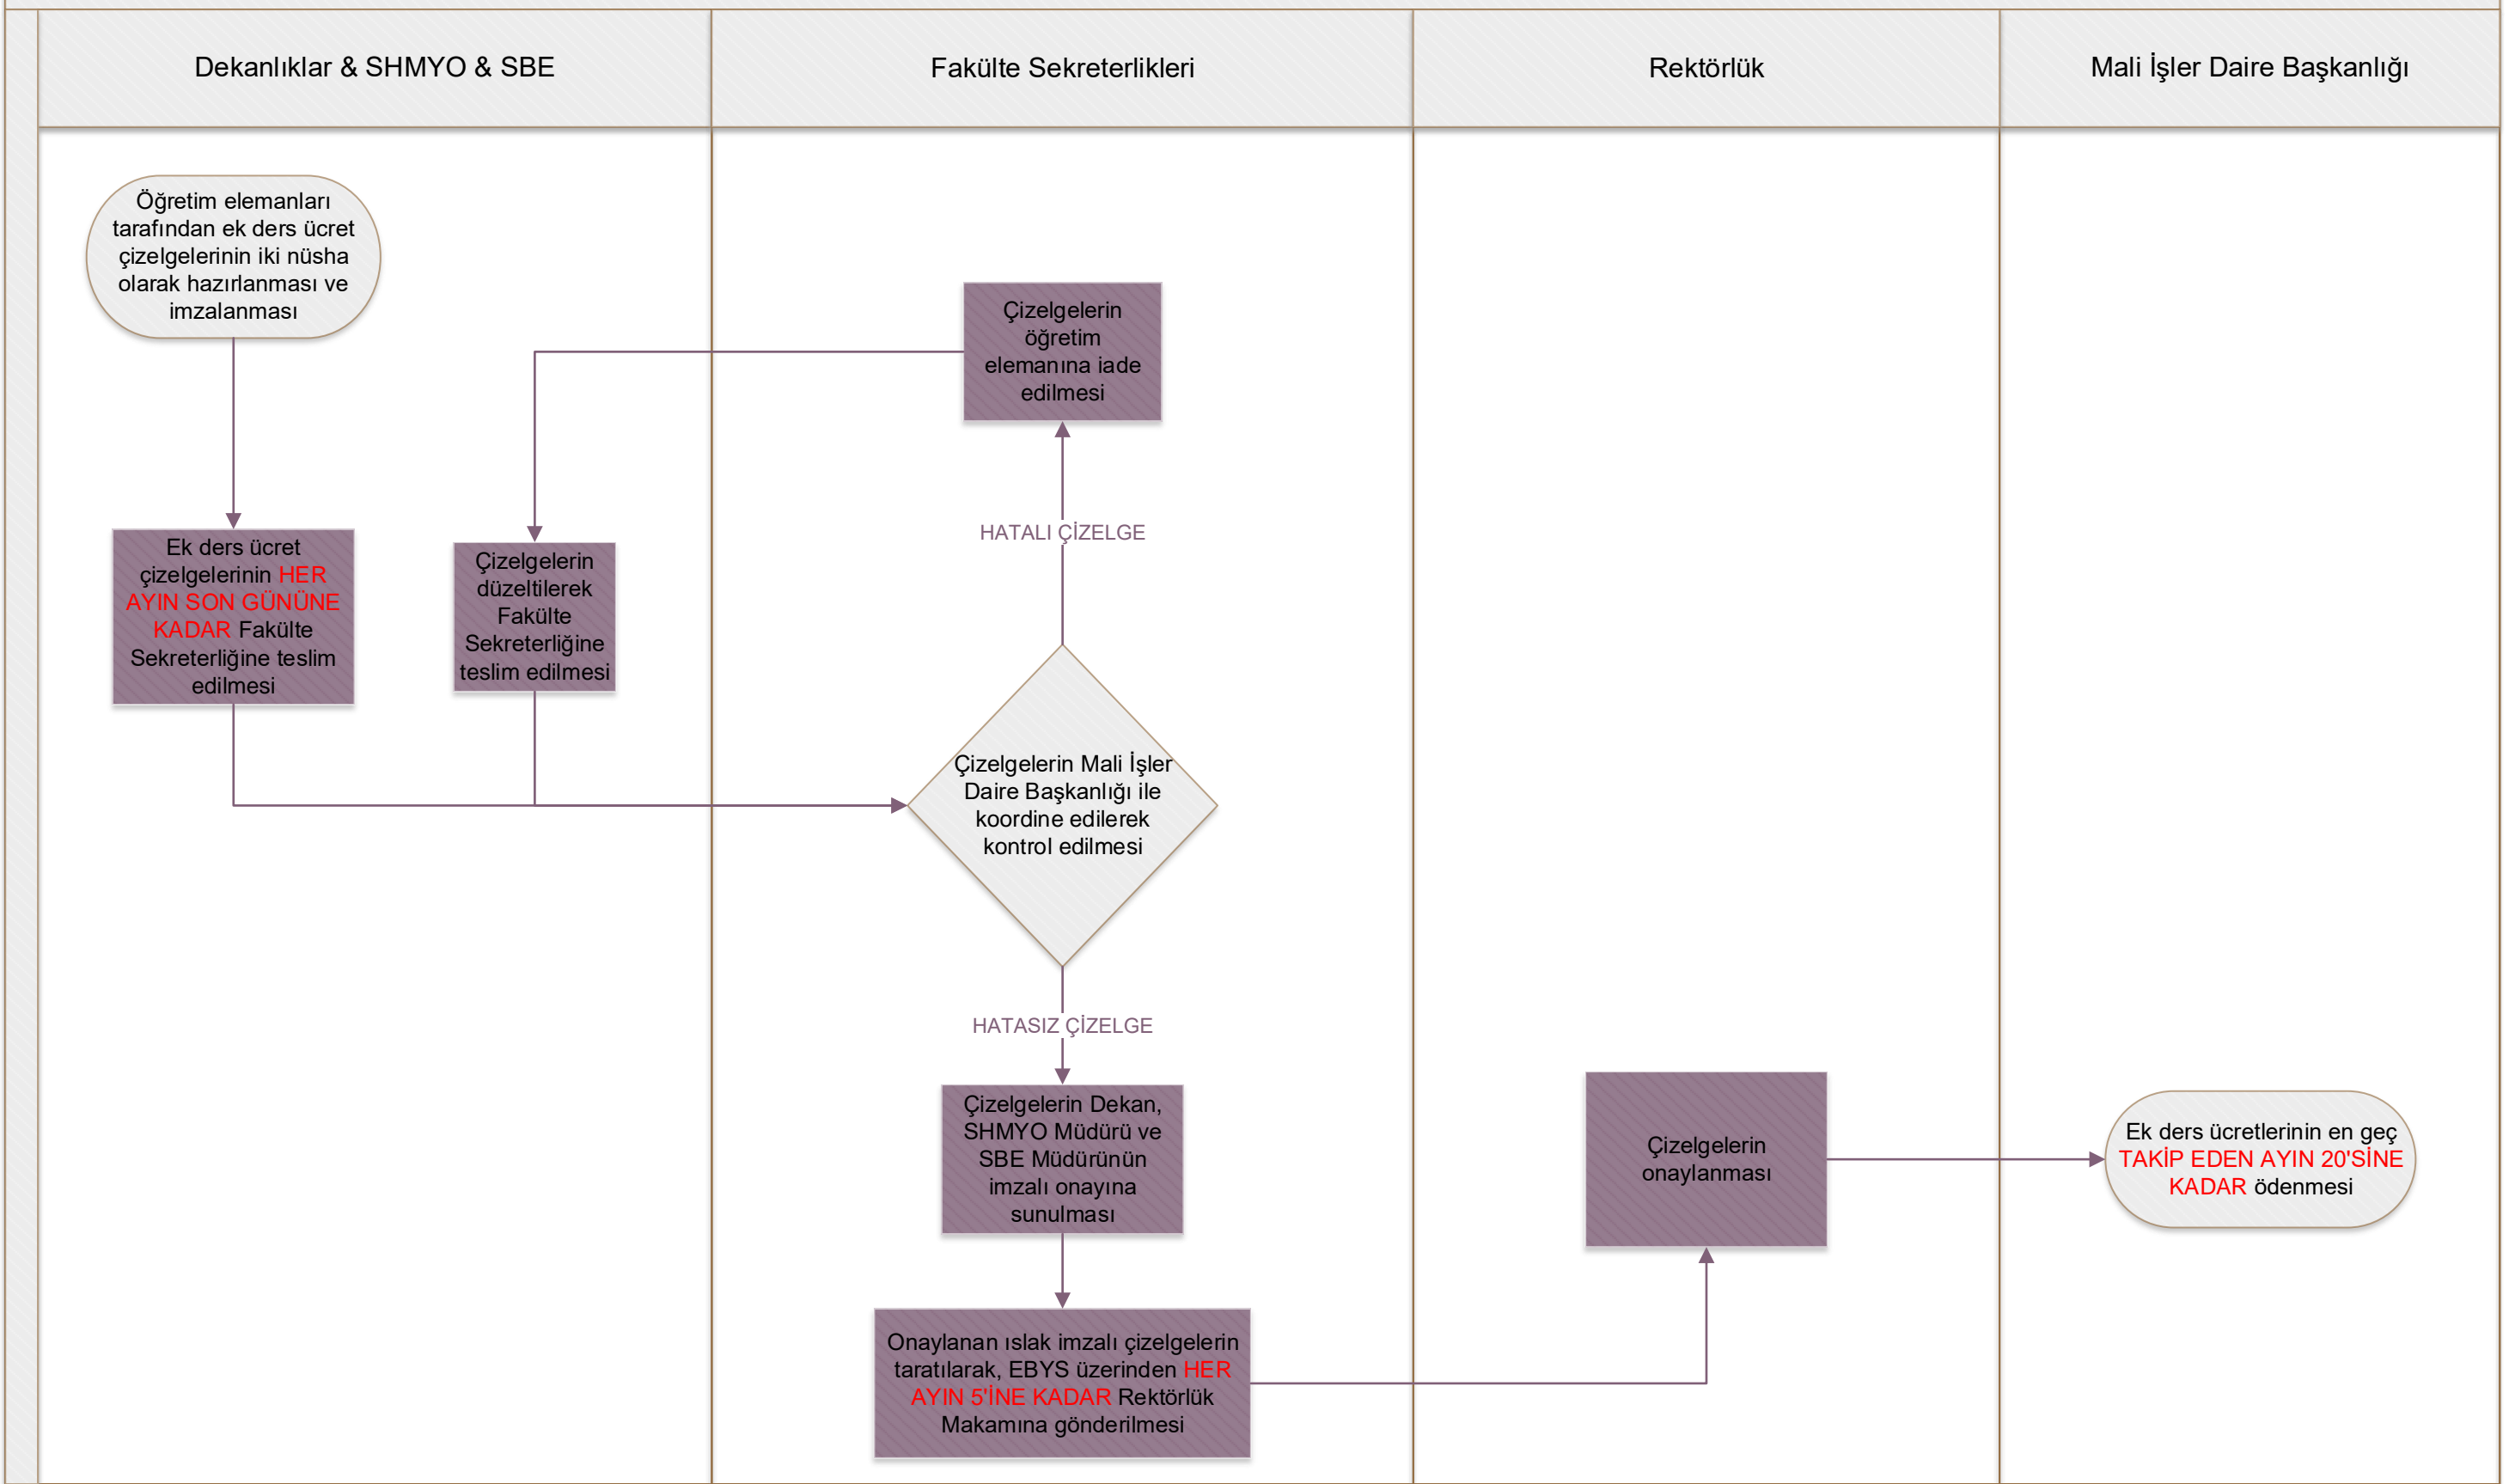 Dekanlıklar & SHMYO & SBE
Fakülte Sekreterlikleri
Rektörlük
Mali İşler Daire Başkanlığı
Öğretim elemanları
tarafından ek ders ücret
çizelgelerinin iki nüsha
olarak hazırlanması ve
imzalanması
Ek ders ücret
çizelgelerinin HER
AYIN SON GÜNÜNE
KADAR Fakülte
Sekreterliğine teslim
edilmesi
Çizelgelerin
düzeltilerek
Fakülte
Sekreterliğine
teslim edilmesi
Çizelgelerin
öğretim
elemanına iade
edilmesi
HATALI ÇİZELGE
Çizelgelerin Mali İşler
Daire Başkanlığı ile
koordine edilerek
kontrol edilmesi
HATASIZ ÇİZELGE
Çizelgelerin Dekan,
SHMYO Müdürü ve
SBE Müdürünün
imzalı onayına
sunulması
Onaylanan ıslak imzalı çizelgelerin
taratılarak, EBYS üzerinden HER
AYIN 5'İNE KADAR Rektörlük
Makamına gönderilmesi
Çizelgelerin
onaylanması
Ek ders ücretlerinin en geç
TAKİP EDEN AYIN 20'SİNE
KADAR ödenmesi